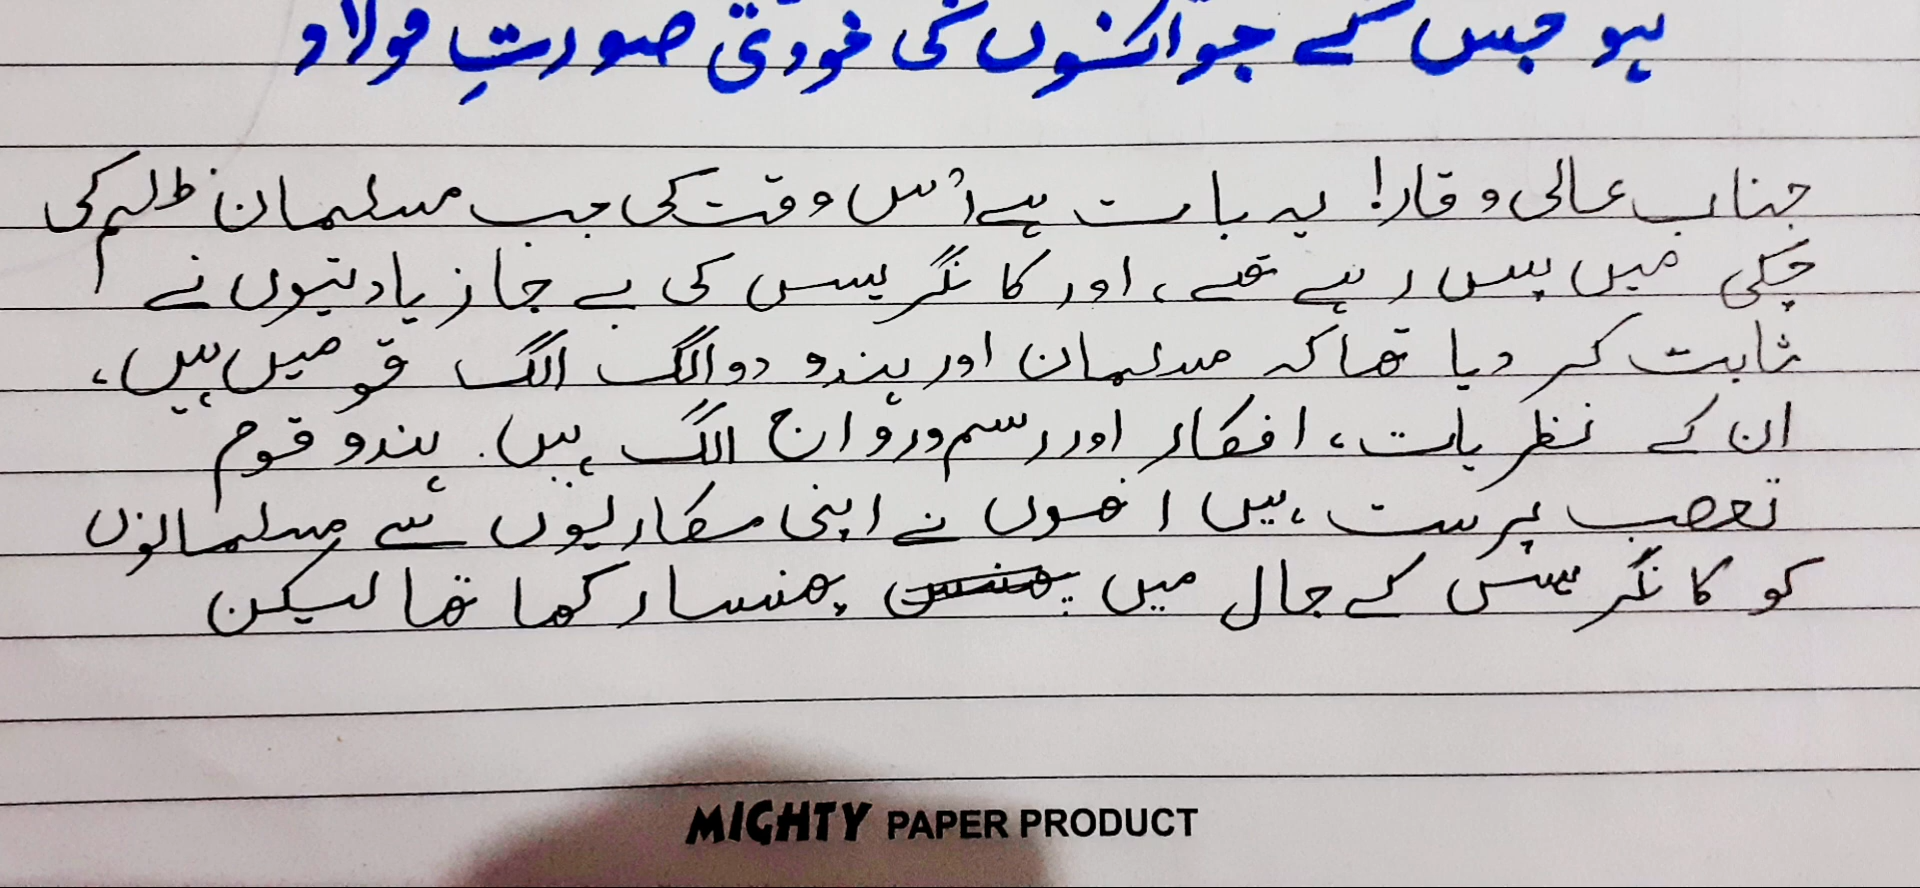 ہو جس کے جوانوں کی خودی صورتِ فولاد
جناب عالی وقار! یہ بات ہے اُس وقت کی جب مسلمان ظلم کی
چکی میں پس رہے تھے، اور کانگریس کی بے جا زیادتیوں نے
ثابت کر دیا تھا کہ مسلمان اور ہندو دو الگ الگ قومیں ہیں،
ان کے نظریات، افکار اور رسم و رواج الگ ہیں. ہندو قوم
تعصب پرست ہیں انھوں نے اپنی مکاریوں سے مسلمانوں
کو کانگرسس کے جال میں پھنسا رکھا تھا لیکن
MIGHTY PAPER PRODUCT